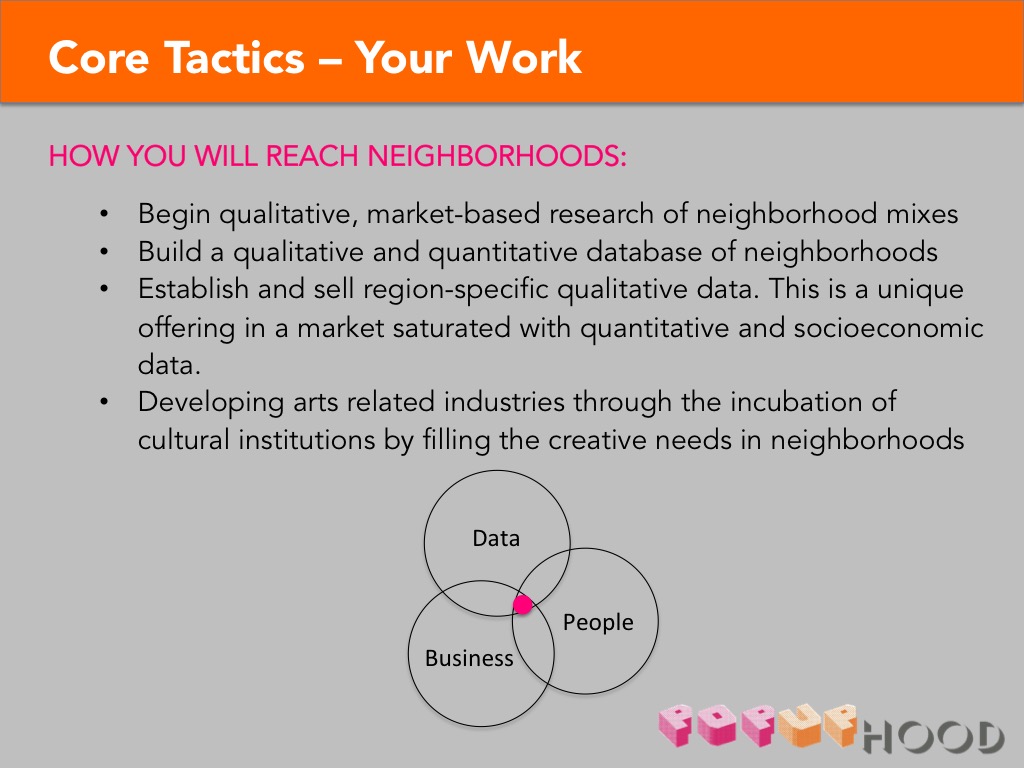 Core Tactics – Your Work
HOW YOU WILL REACH NEIGHBORHOODS:
• Begin qualitative, market-based research of neighborhood mixes
• Build a qualitative and quantitative database of neighborhoods
• Establish and sell region-specific qualitative data. This is a unique
offering in a market saturated with quantitative and socioeconomic
data.
• Developing arts related industries through the incubation of
cultural institutions by filling the creative needs in neighborhoods
Data
People
Business
POPUPHOOD